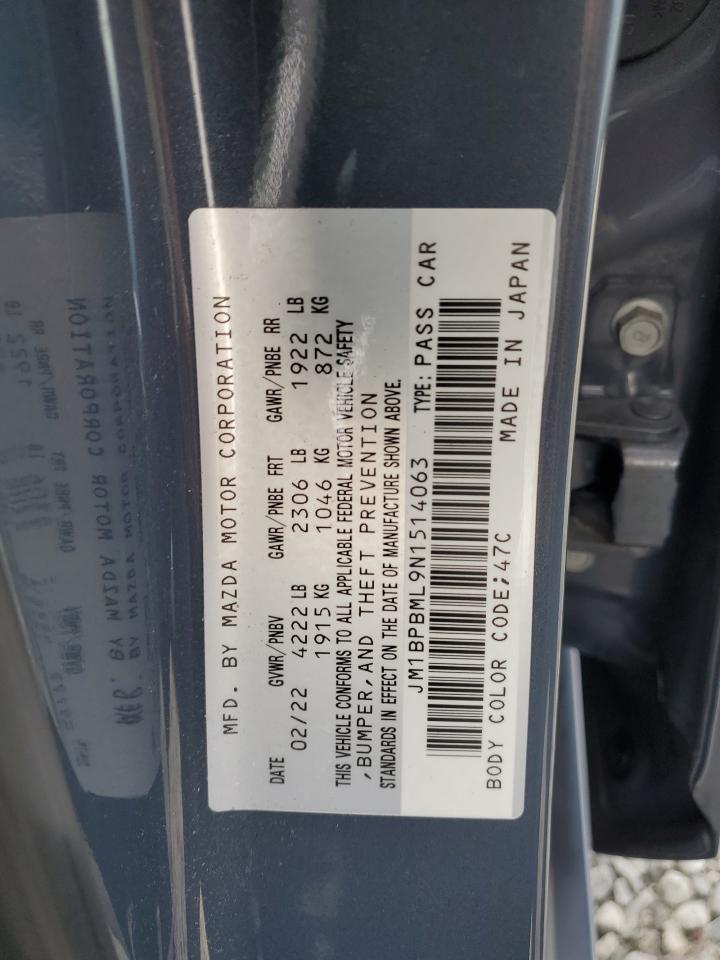 MFD. BY MAZDA MOTOR CORPORATION
DATE GVWR/PNBV GAWR/PNBE FRT GAWR/PNBE RR
02/22 4222 LB 2306 LB 1922 LB
1915 KG 1046 KG 872 KG
THIS VEHICLE CONFORMS TO ALL APPLICABLE FEDERAL MOTOR VEHICLE SAFETY
,BUMPER,AND THEFT PREVENTION
STANDARDS IN EFFECT ON THE DATE OF MANUFACTURE SHOWN ABOVE.
JM1BPBML9N1514063 TYPE: PASS CAR
BODY COLOR CODE;47C MADE IN JAPAN